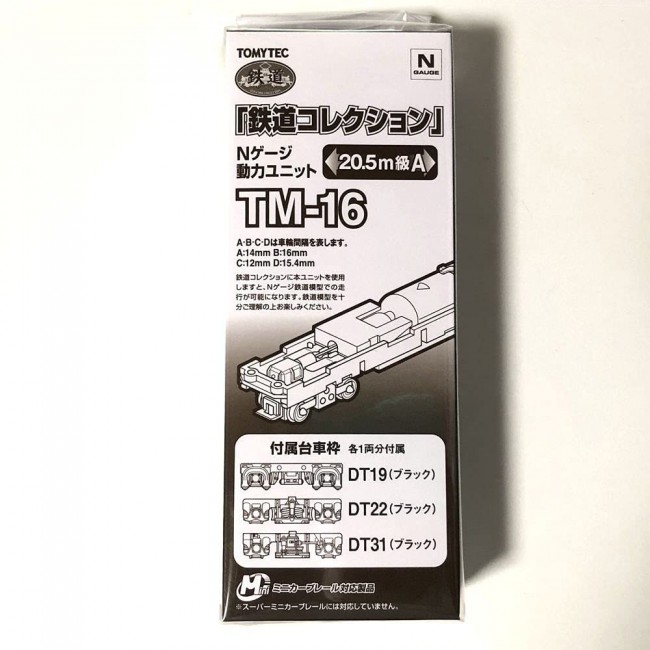 TOMYTEC
鉄道
N
GAUGE
「鉄道コレクション」
Nゲージ
動力ユニット
20.5m級A
TM-16
A・B・C・Dは車輪間隔を表します。
A:14mm B:16mm
C:12mm D:15.4mm
鉄道コレクションに本ユニットを使用
しますと、Nゲージ鉄道模型での走
行が可能になります。鉄道模型を十
分ご理解の上お楽しみください。
付属台車枠 各1両分付属
DT19(ブラック)
DT22(ブラック)
DT31(ブラック)
Mini ミニカーブレール対応製品
※スーパーミニカーブレールには対応していません。